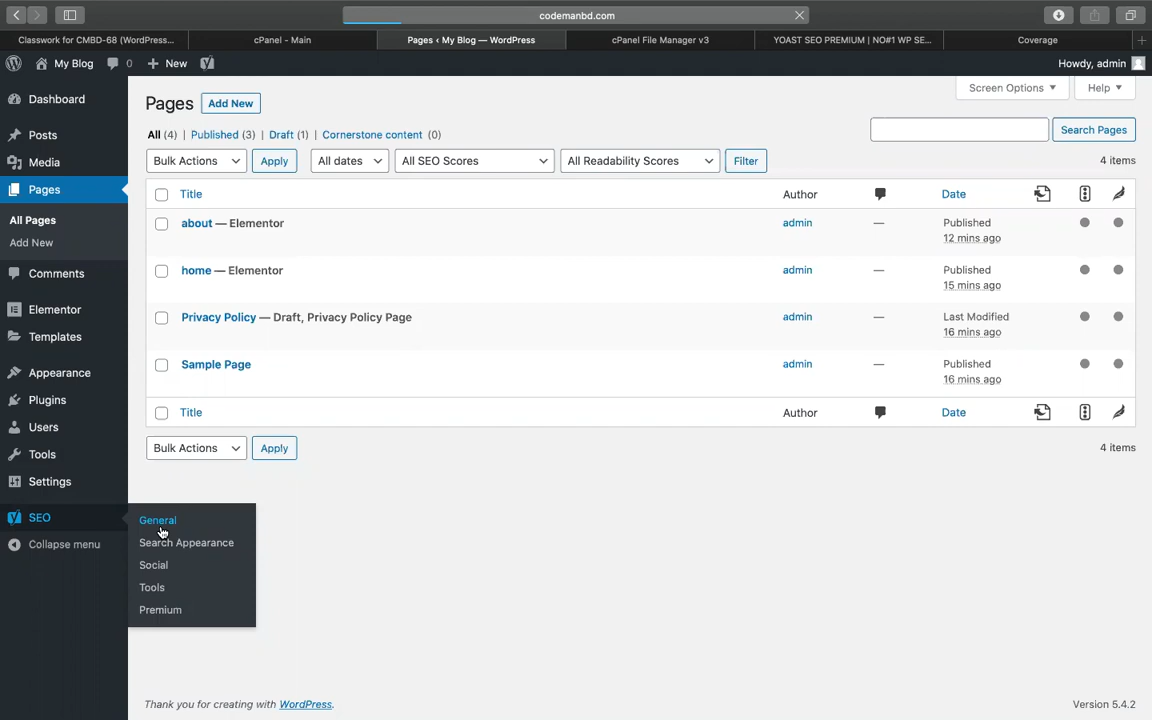 codemanbd.com
Classwork for CMBD-68 (WordPress...
cPanel - Main
Pages ‹ My Blog — WordPress
cPanel File Manager v3
YOAST SEO PREMIUM | NO#1 WP SE...
Coverage
My Blog
0
New
Howdy, admin
Dashboard
Posts
Media
Pages
All Pages
Add New
Comments
Elementor
Templates
Appearance
Plugins
Users
Tools
Settings
SEO
Collapse menu
General
Search Appearance
Social
Tools
Premium
Pages
Add New
Screen Options
Help
All (4) | Published (3) | Draft (1) | Cornerstone content (0)
Search Pages
Bulk Actions
Apply
All dates
All SEO Scores
All Readability Scores
Filter
4 items
Title
Author
Date
about — Elementor
admin
—
Published
12 mins ago
home — Elementor
admin
—
Published
15 mins ago
Privacy Policy — Draft, Privacy Policy Page
admin
—
Last Modified
16 mins ago
Sample Page
admin
—
Published
16 mins ago
Title
Author
Date
Bulk Actions
Apply
4 items
Thank you for creating with WordPress.
Version 5.4.2